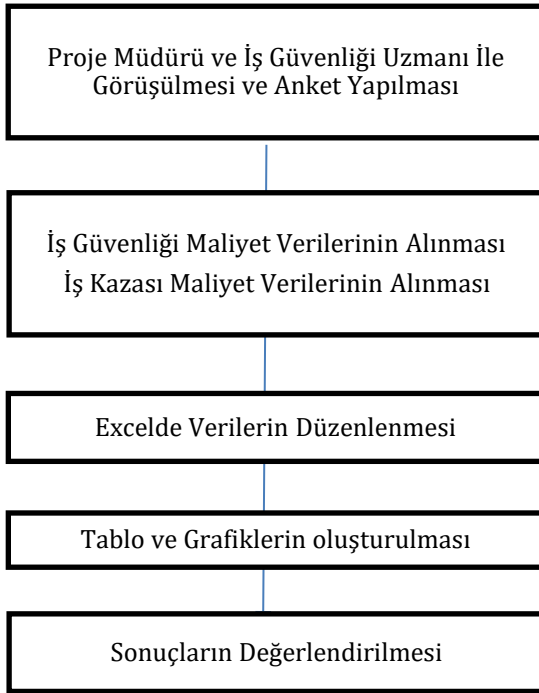 Proje Müdürü ve İş Güvenliği Uzmanı İle
Görüşülmesi ve Anket Yapılması
İş Güvenliği Maliyet Verilerinin Alınması
İş Kazası Maliyet Verilerinin Alınması
Excelde Verilerin Düzenlenmesi
Tablo ve Grafiklerin oluşturulması
Sonuçların Değerlendirilmesi